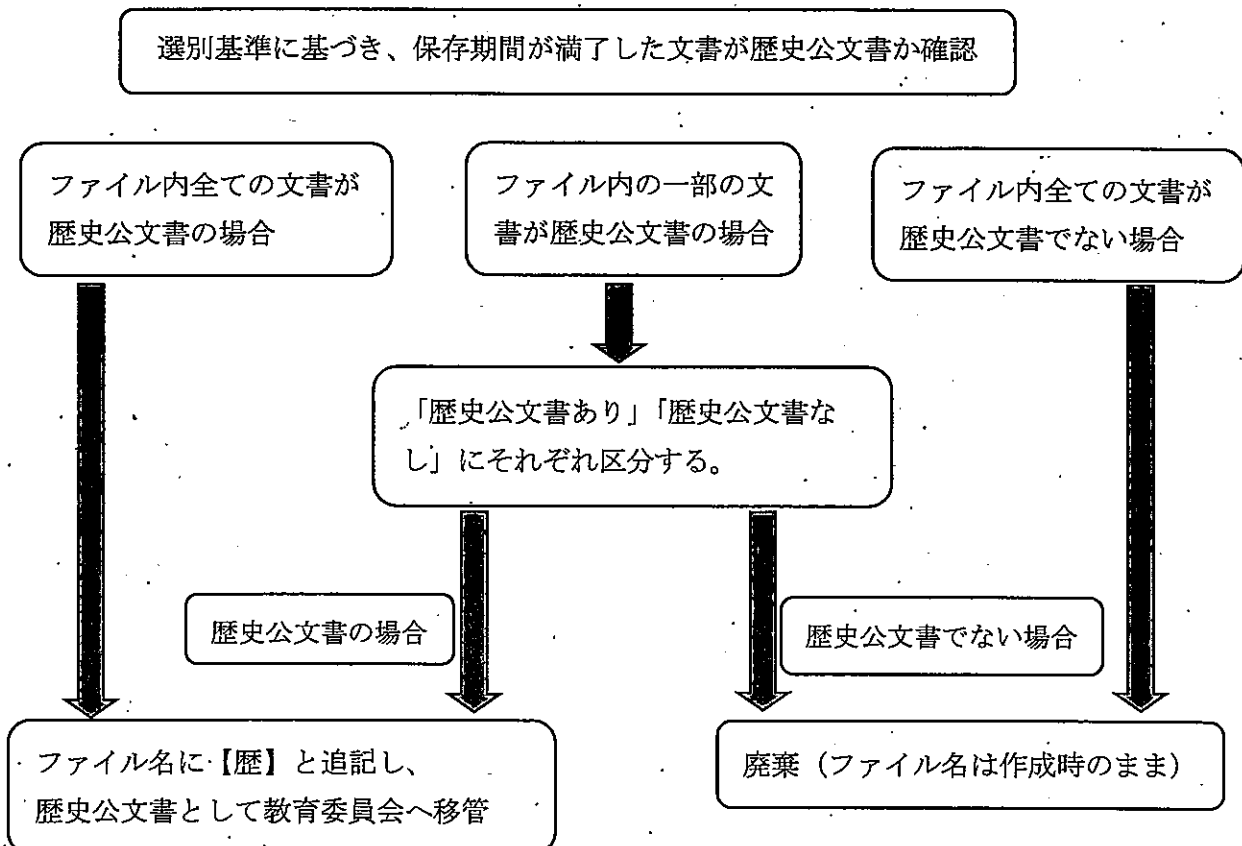 選別基準に基づき、保存期間が満了した文書が歴史公文書か確認
ファイル内全ての文書が
歴史公文書の場合
ファイル内の一部の文
書が歴史公文書の場合
ファイル内全ての文書が
歴史公文書でない場合
「歴史公文書あり」「歴史公文書な
し」にそれぞれ区分する。
歴史公文書の場合
歴史公文書でない場合
ファイル名に【歴】と追記し、
歴史公文書として教育委員会へ移管
廃棄（ファイル名は作成時のまま）